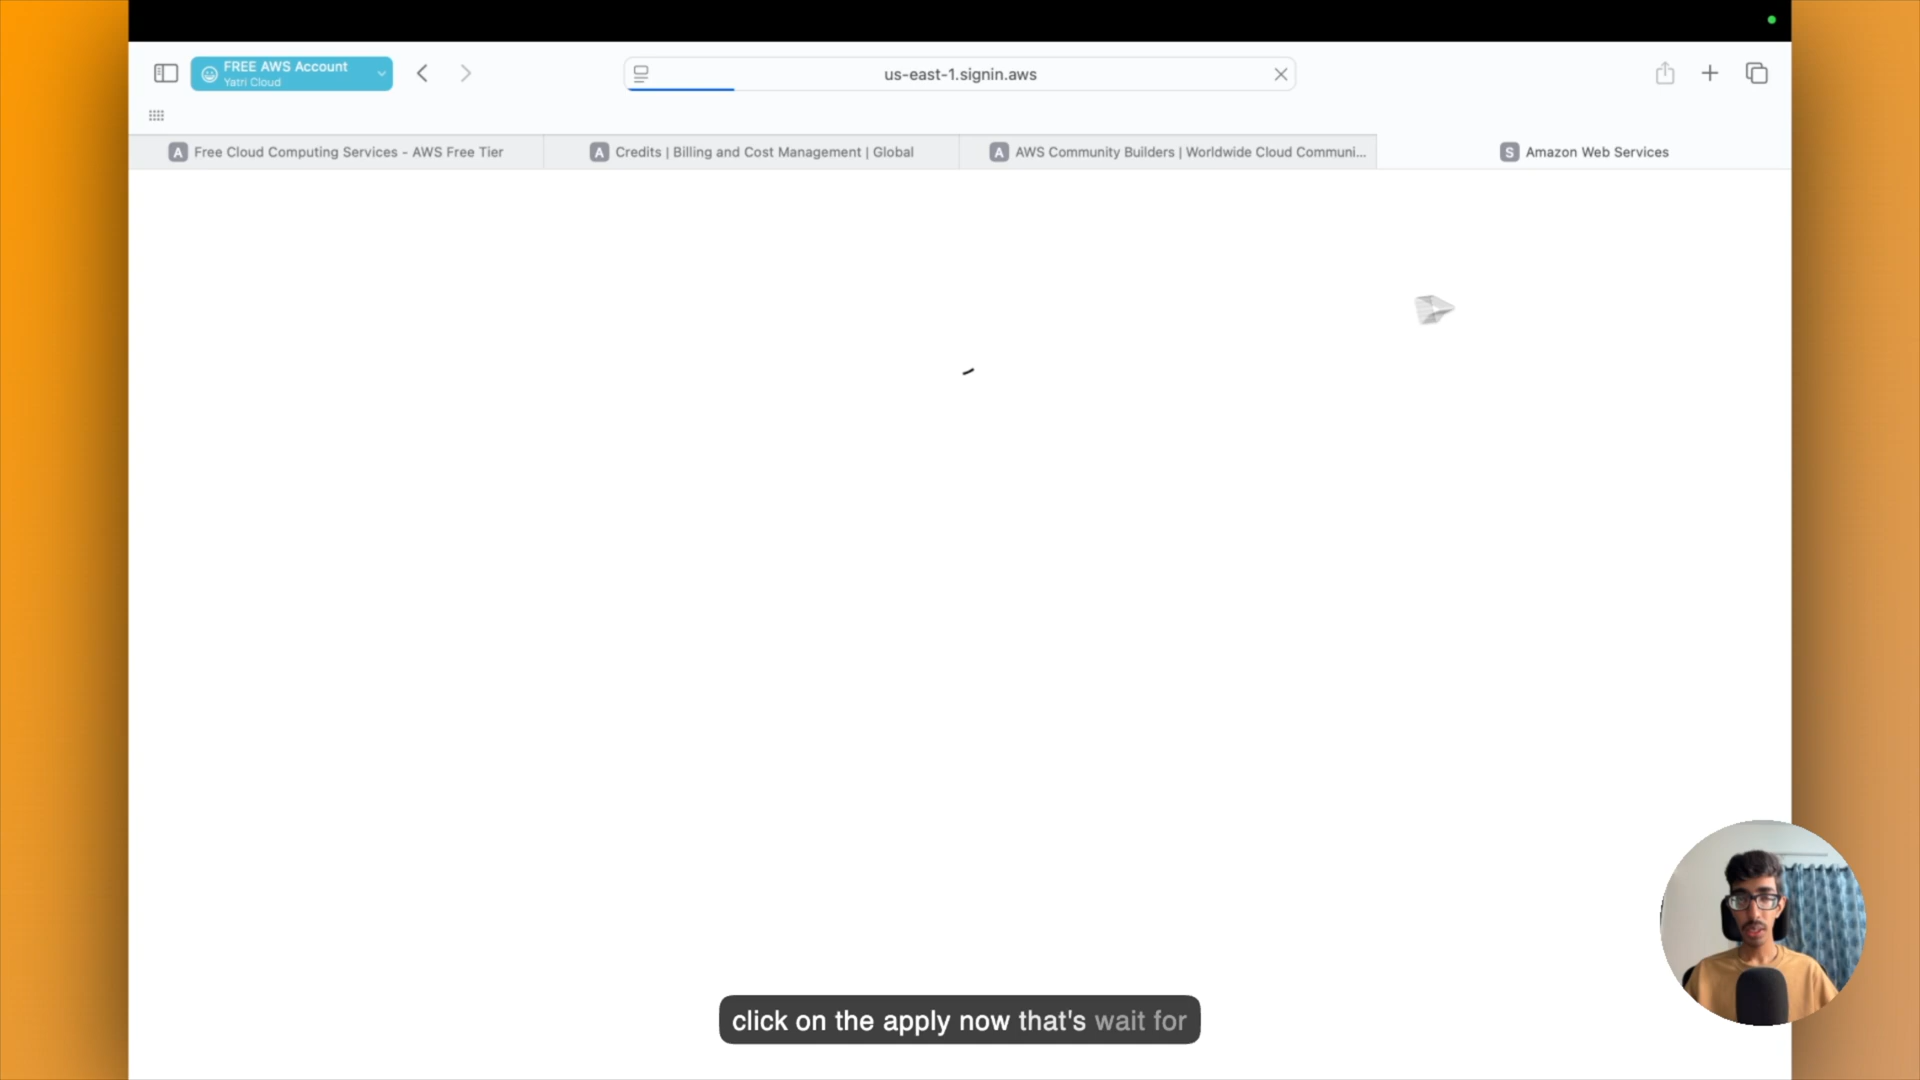 FREE AWS Account
Yatri Cloud
us-east-1.signin.aws
A Free Cloud Computing Services - AWS Free Tier
A Credits | Billing and Cost Management | Global
A AWS Community Builders | Worldwide Cloud Communi...
S Amazon Web Services
click on the apply now that's wait for